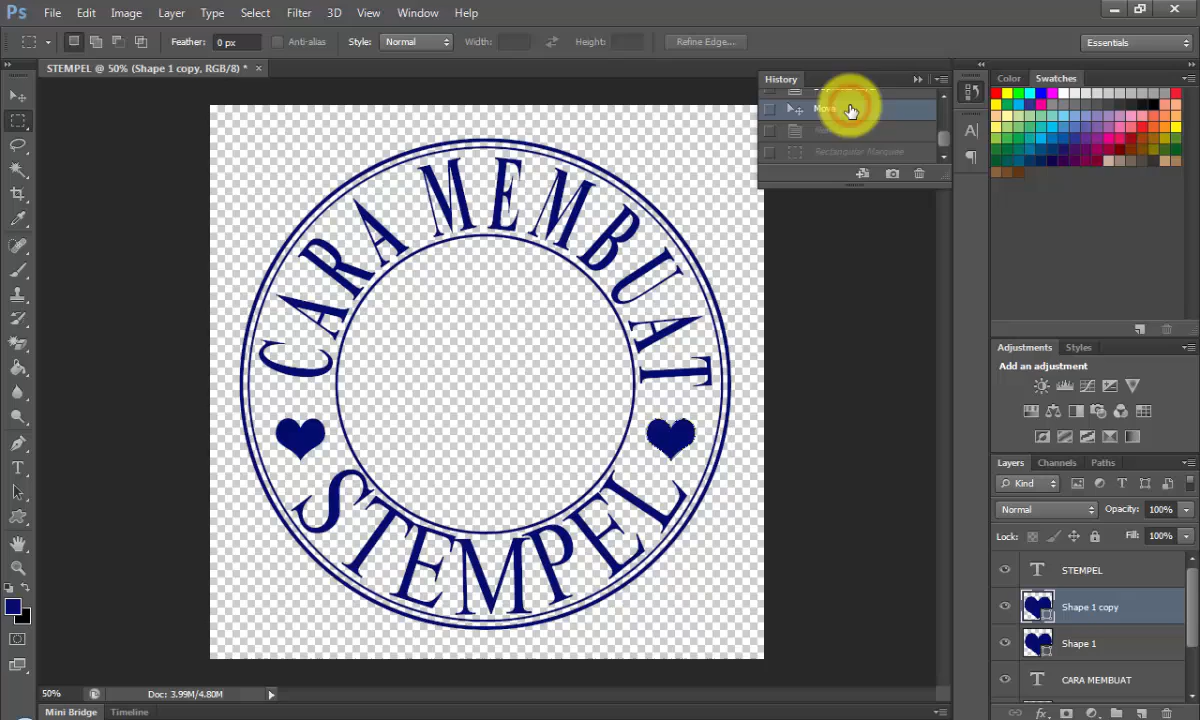 Ps File Edit Image Layer Type Select Filter 3D View Window Help
Feather: 0 px Anti-alias Style: Normal Width: Height: Refine Edge... Essentials
STEMPEL @ 50% (Shape 1 copy, RGB/8) * ×
History
Move
Rectangular Marquee
Color Swatches
CARA MEMBUAT
STEMPEL
Adjustments Styles
Add an adjustment
Layers Channels Paths
Kind
Normal Opacity: 100%
Lock: Fill: 100%
STEMPEL
Shape 1 copy
Shape 1
CARA MEMBUAT
50% Doc: 3.99M/4.80M
Mini Bridge Timeline